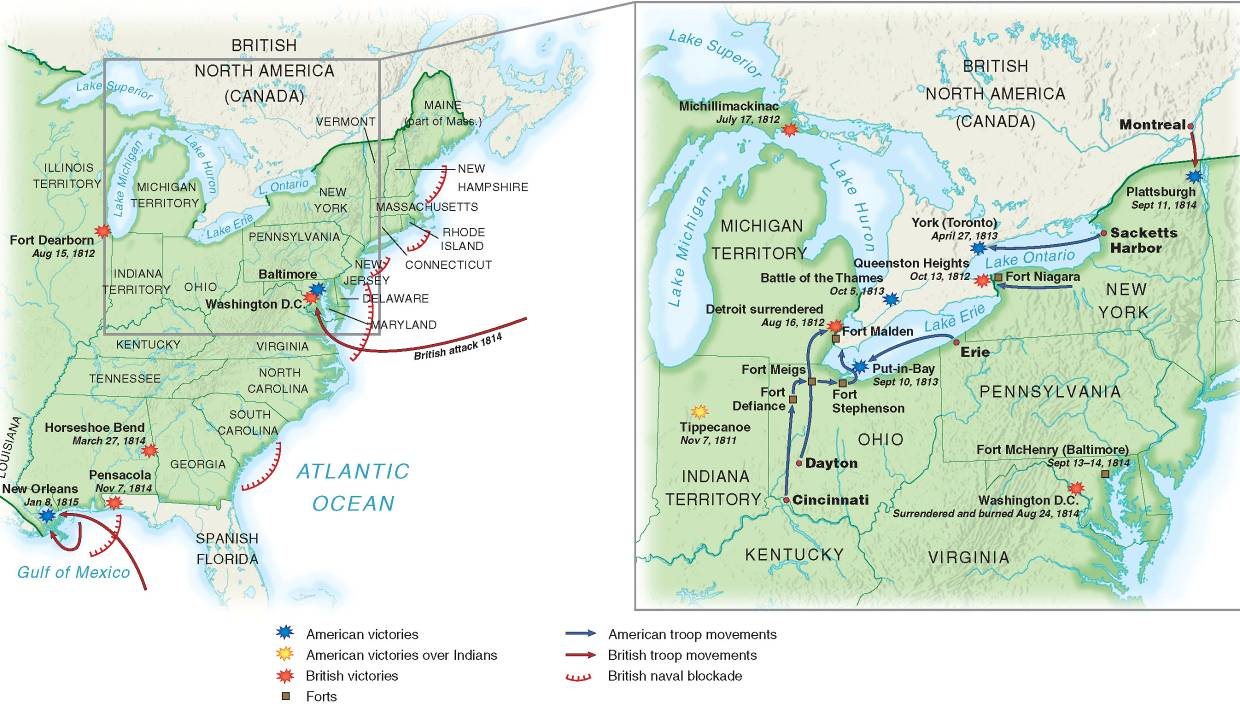 BRITISH
NORTH AMERICA
(CANADA)
Lake Superior
MAINE
(part of Mass.)
VERMONT
ILLINOIS
TERRITORY
Lake Michigan
Lake Huron
MICHIGAN
TERRITORY
L. Ontario
NEW
YORK
NEW
HAMPSHIRE
MASSACHUSETTS
Lake Erie
Fort Dearborn
Aug 15, 1812
PENNSYLVANIA
RHODE
ISLAND
CONNECTICUT
INDIANA
TERRITORY
OHIO
Baltimore
NEW
JERSEY
Washington D.C.
DELAWARE
MARYLAND
KENTUCKY
VIRGINIA
British attack 1814
TENNESSEE
NORTH
CAROLINA
SOUTH
CAROLINA
LOUISIANA
Horseshoe Bend
March 27, 1814
GEORGIA
Pensacola
Nov 7, 1814
New Orleans
Jan 8, 1815
ATLANTIC
OCEAN
SPANISH
FLORIDA
Gulf of Mexico
Lake Superior
BRITISH
NORTH AMERICA
(CANADA)
Michillimackinac
July 17, 1812
Montreal
Plattsburgh
Sept 11, 1814
Lake Michigan
Lake Huron
MICHIGAN
TERRITORY
York (Toronto)
April 27, 1813
Sacketts
Harbor
Queenston Heights
Oct 13, 1812
Lake Ontario
Fort Niagara
Battle of the Thames
Oct 5, 1813
NEW
YORK
Detroit surrendered
Aug 16, 1812
Fort Malden
Lake Erie
Erie
Fort Meigs
Put-in-Bay
Sept 10, 1813
Fort
Defiance
Fort
Stephenson
PENNSYLVANIA
Tippecanoe
Nov 7, 1811
OHIO
Fort McHenry (Baltimore)
Sept 13–14, 1814
INDIANA
TERRITORY
Dayton
Cincinnati
Washington D.C.
Surrendered and burned Aug 24, 1814
KENTUCKY
VIRGINIA
American victories
American victories over Indians
British victories
Forts
American troop movements
British troop movements
British naval blockade